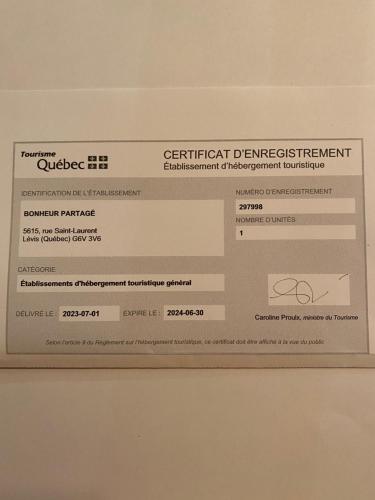 Tourisme
Québec
CERTIFICAT D'ENREGISTREMENT
Établissement d'hébergement touristique
IDENTIFICATION DE L'ÉTABLISSEMENT
BONHEUR PARTAGÉ
5615, rue Saint-Laurent
Lévis (Québec) G6V 3V6
NUMÉRO D'ENREGISTREMENT
297998
NOMBRE D'UNITÉS
1
CATÉGORIE
Établissements d'hébergement touristique général
DÉLIVRÉ LE : 2023-07-01 EXPIRE LE : 2024-06-30
Caroline Proulx, ministre du Tourisme
Selon l'article 9 du Règlement sur l'hébergement touristique, ce certificat doit être affiché à la vue du public